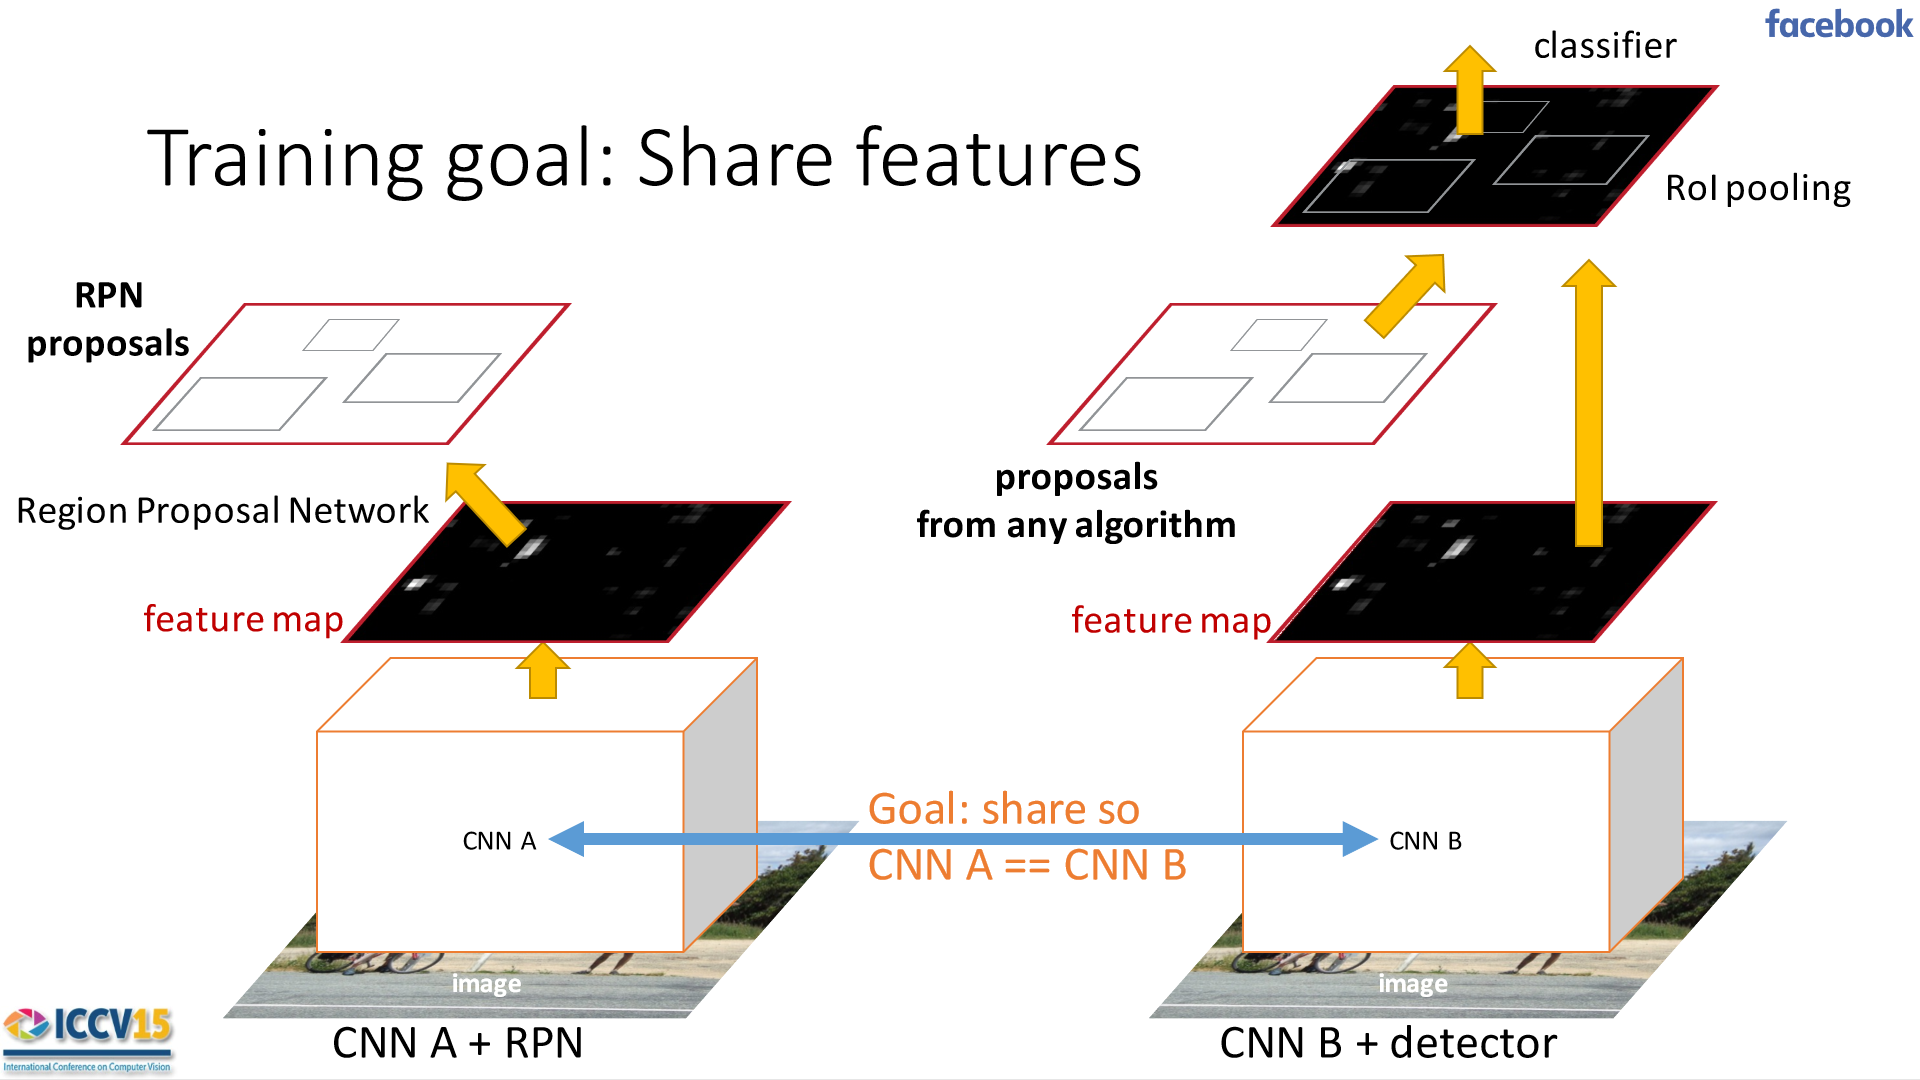 facebook
classifier
Training goal: Share features
RoI pooling
RPN
proposals
proposals
from any algorithm
Region Proposal Network
feature map
feature map
Goal: share so
CNN A == CNN B
CNN A
CNN B
image
image
ICCV15
International Conference on Computer Vision
CNN A + RPN
CNN B + detector